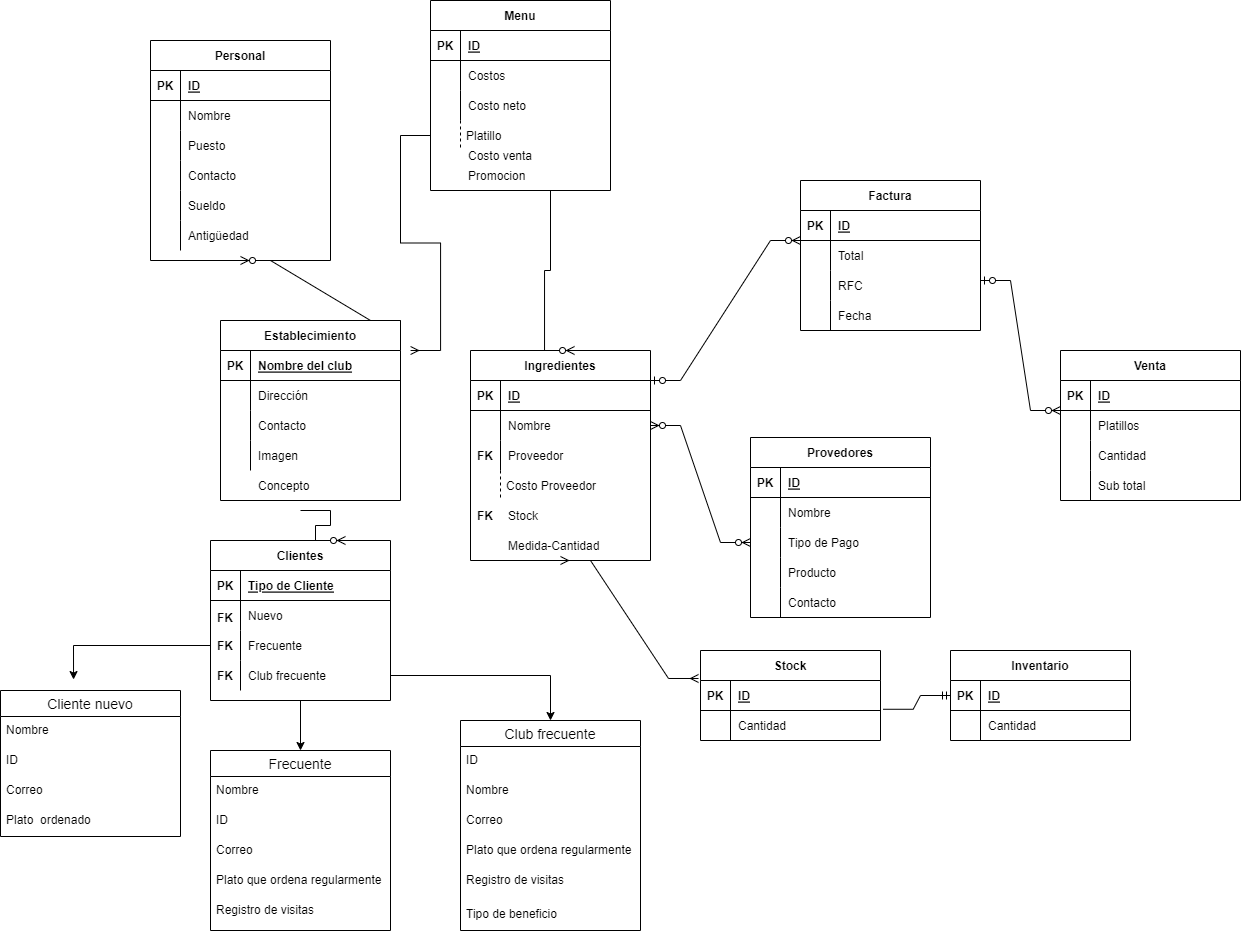 Menu
PK ID
Costos
Costo neto
Platillo
Costo venta
Promocion
Personal
PK ID
Nombre
Puesto
Contacto
Sueldo
Antigüedad
Factura
PK ID
Total
RFC
Fecha
Establecimiento
PK Nombre del club
Dirección
Contacto
Imagen
Concepto
Ingredientes
PK ID
Nombre
FK Proveedor
Costo Proveedor
FK Stock
Medida-Cantidad
Venta
PK ID
Platillos
Cantidad
Sub total
Provedores
PK ID
Nombre
Tipo de Pago
Producto
Contacto
Clientes
PK Tipo de Cliente
FK Nuevo
FK Frecuente
FK Club frecuente
Stock
PK ID
Cantidad
Inventario
PK ID
Cantidad
Cliente nuevo
Nombre
ID
Correo
Plato ordenado
Frecuente
Nombre
ID
Correo
Plato que ordena regularmente
Registro de visitas
Club frecuente
ID
Nombre
Correo
Plato que ordena regularmente
Registro de visitas
Tipo de beneficio